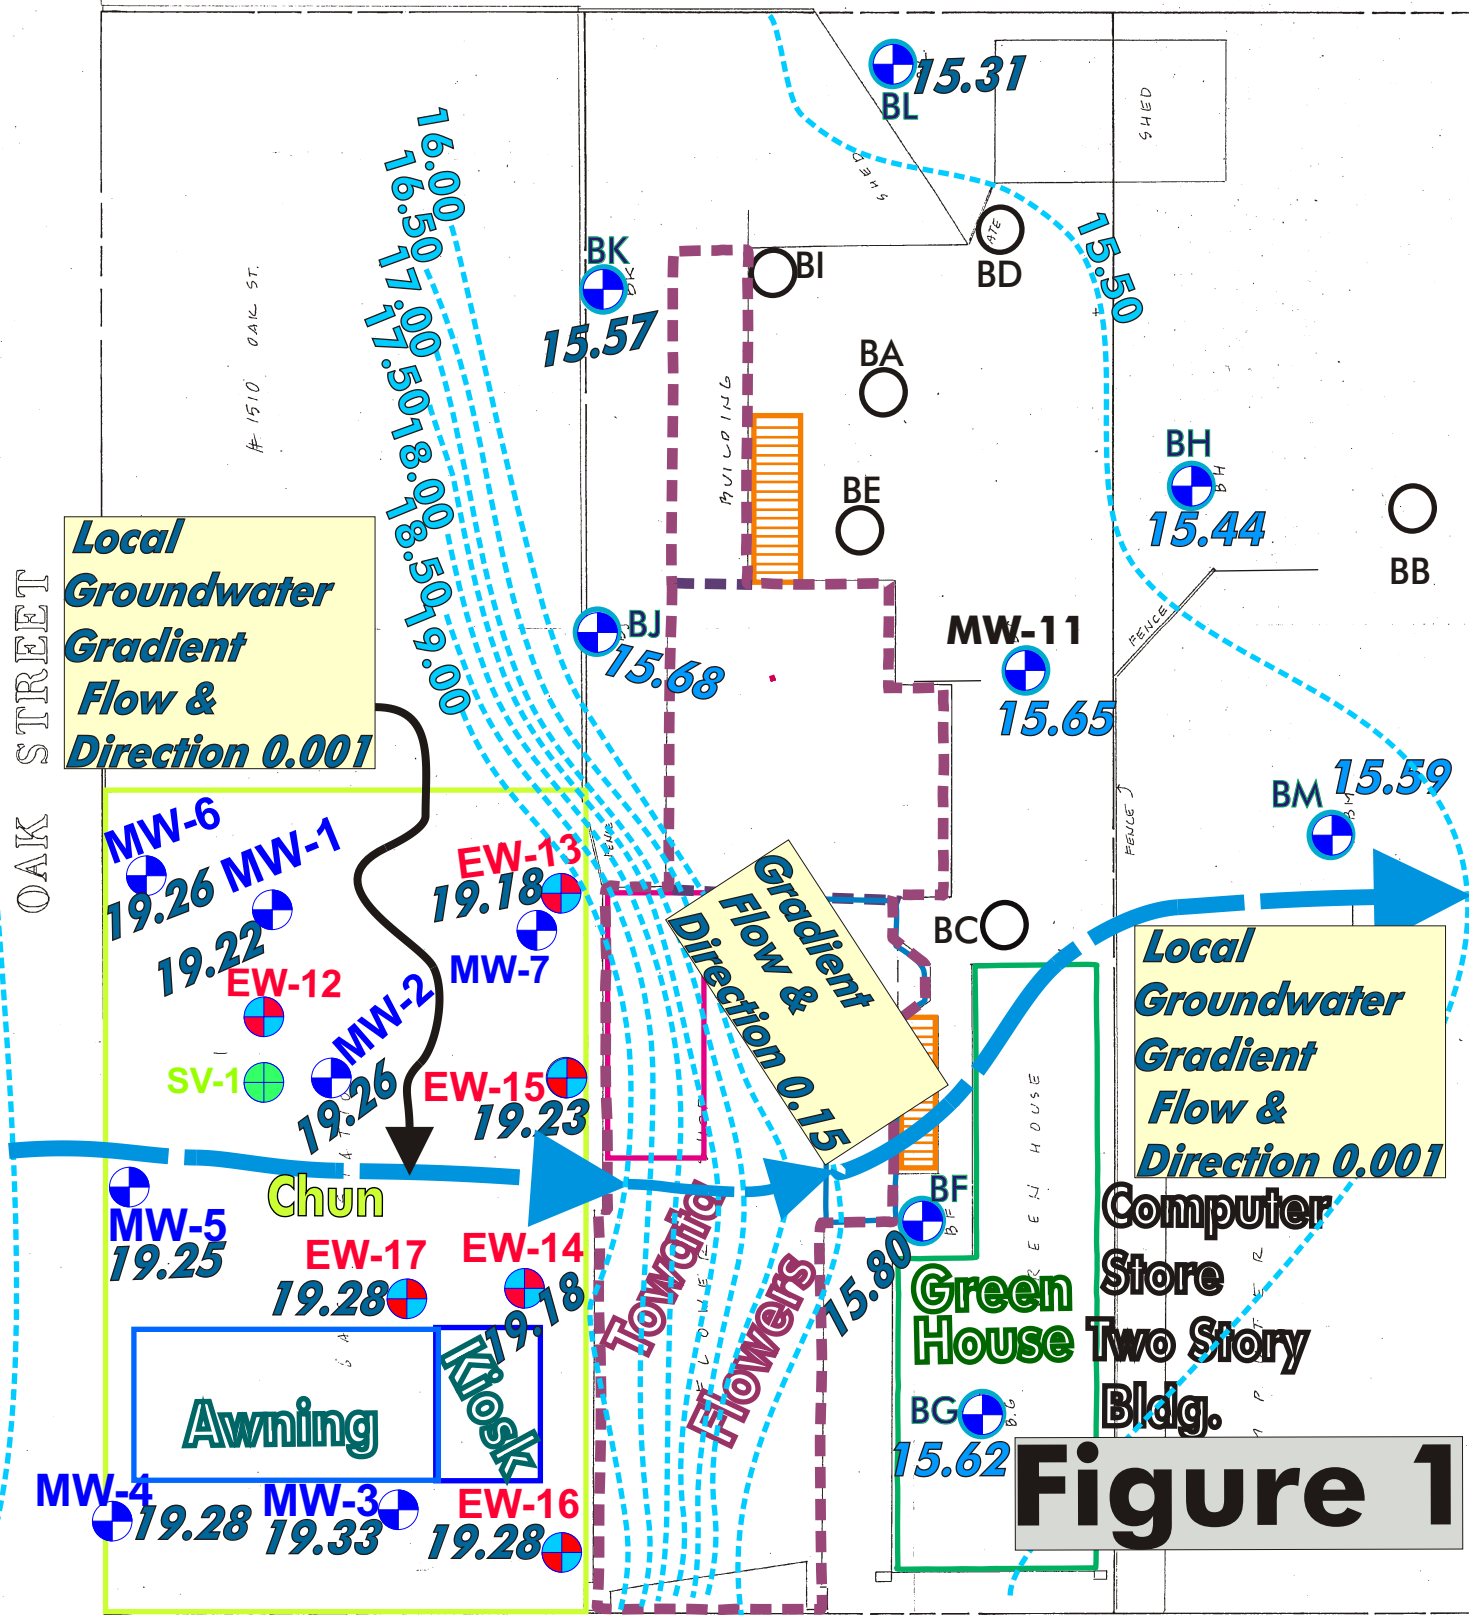 BL
15.31
SHED
SHED
16.00
16.50
17.00
17.50
18.00
18.50
19.00
15.50
BK
BK
15.57
BI
ATE
BD
# 1510 OAK ST.
BA
BUILDING
BH
BH
15.44
BE
BB
Local
Groundwater
Gradient
Flow &
Direction 0.001
OAK STREET
BJ
15.68
MW-11
15.65
FENCE
15.59
BM
BM
FENCE
MW-6
19.26
MW-1
19.22
EW-13
19.18
MW-7
Gradient
Flow &
Direction 0.15
BC
EW-12
MW-2
19.26
SV-1
EW-15
19.23
Local
Groundwater
Gradient
Flow &
Direction 0.001
GREEN HOUSE
Chun
MW-5
19.25
EW-17
19.28
EW-14
19.18
Flowers
BF
BF
15.80
Green
House
Computer
Store
Two Story
Bldg.
Awning
Kiosk
BG
BG
15.62
MW-4
19.28
MW-3
19.33
EW-16
19.28
Figure 1